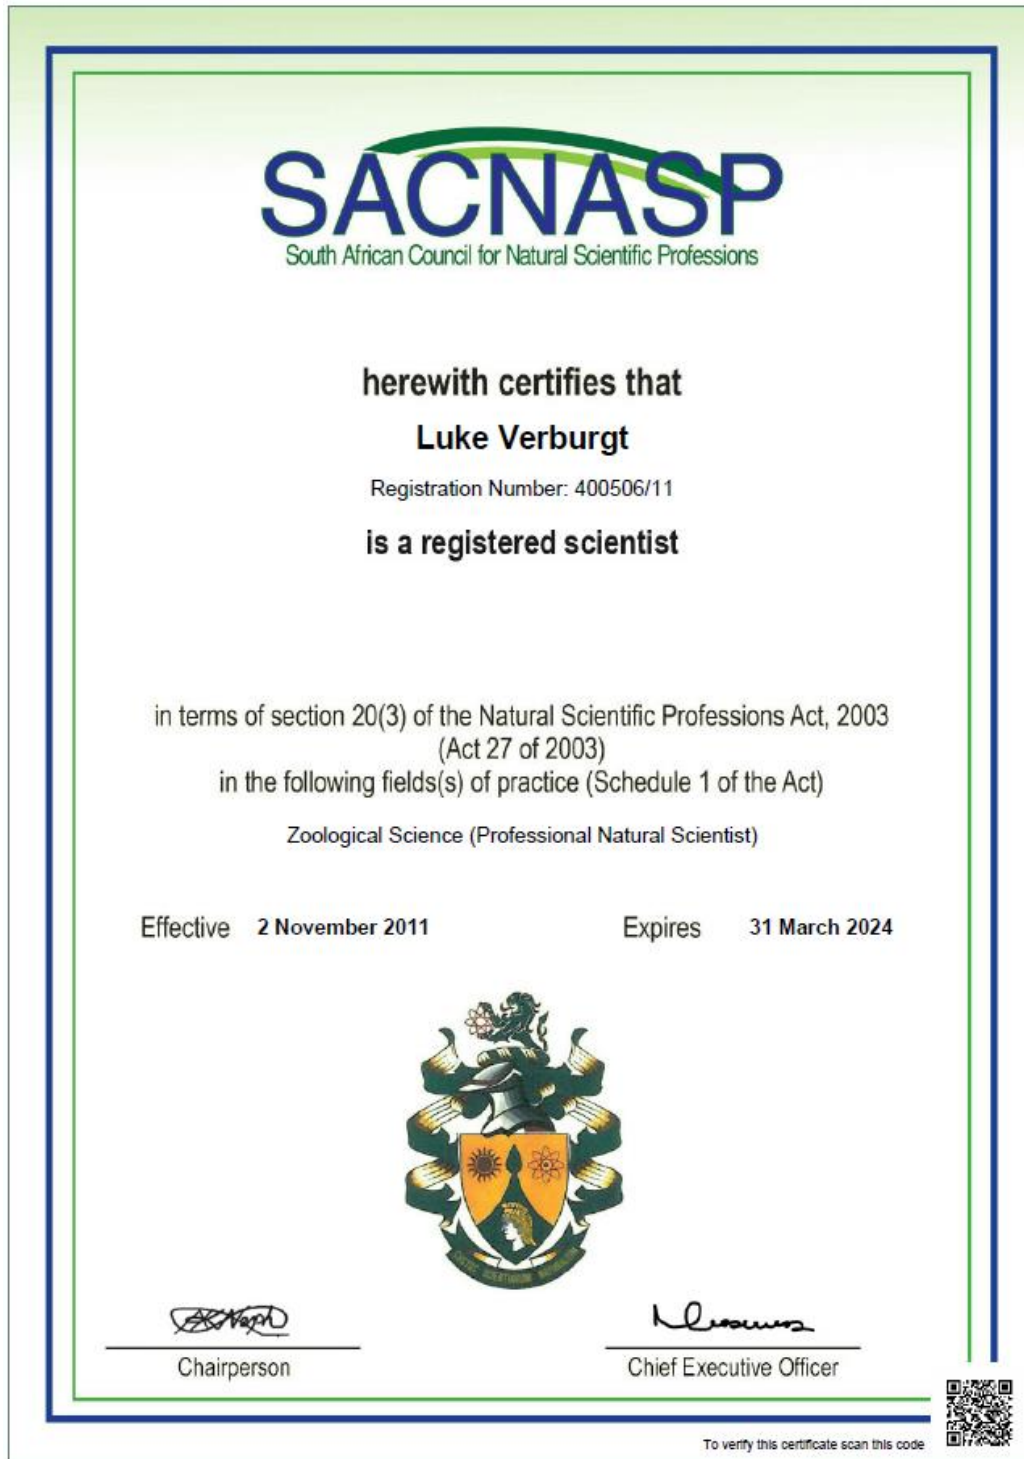 SACNASP
South African Council for Natural Scientific Professions
herewith certifies that
Luke Verburgt
Registration Number: 400506/11
is a registered scientist
in terms of section 20(3) of the Natural Scientific Professions Act, 2003
(Act 27 of 2003)
in the following fields(s) of practice (Schedule 1 of the Act)
Zoological Science (Professional Natural Scientist)
Effective 2 November 2011 Expires 31 March 2024
Chairperson Chief Executive Officer
To verify this certificate scan this code